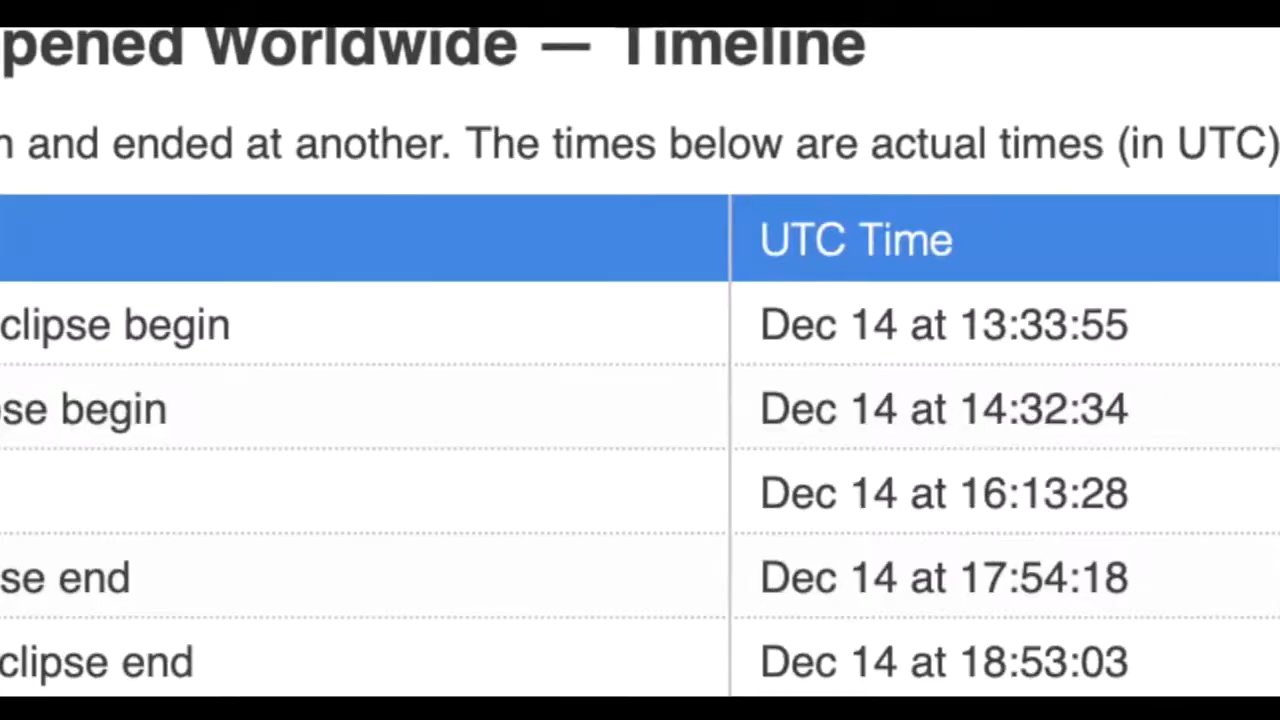 pened Worldwide — Timeline
and ended at another. The times below are actual times (in UTC)
UTC Time
clipse begin Dec 14 at 13:33:55
se begin Dec 14 at 14:32:34
Dec 14 at 16:13:28
se end Dec 14 at 17:54:18
clipse end Dec 14 at 18:53:03